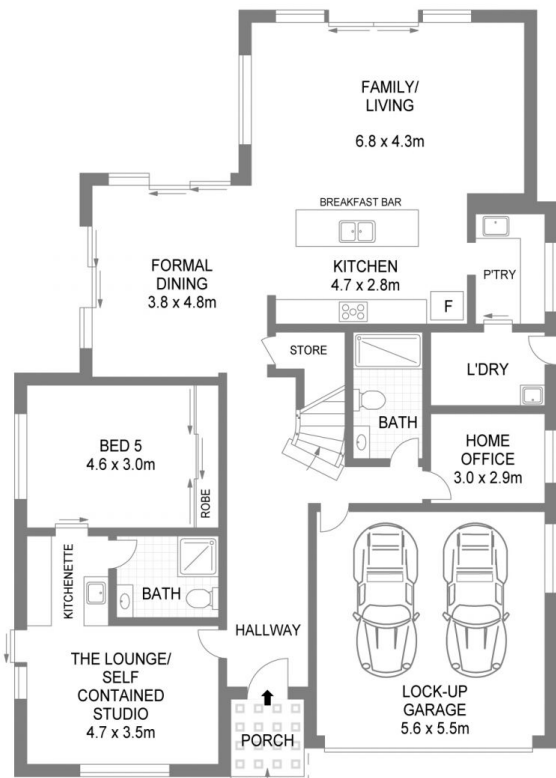 FAMILY/
LIVING
6.8 x 4.3m
BREAKFAST BAR
KITCHEN
4.7 x 2.8m
F
P'TRY
FORMAL
DINING
3.8 x 4.8m
STORE
L'DRY
BATH
HOME
OFFICE
3.0 x 2.9m
BED 5
4.6 x 3.0m
ROBE
KITCHENETTE
BATH
HALLWAY
THE LOUNGE/
SELF
CONTAINED
STUDIO
4.7 x 3.5m
LOCK-UP
GARAGE
5.6 x 5.5m
PORCH